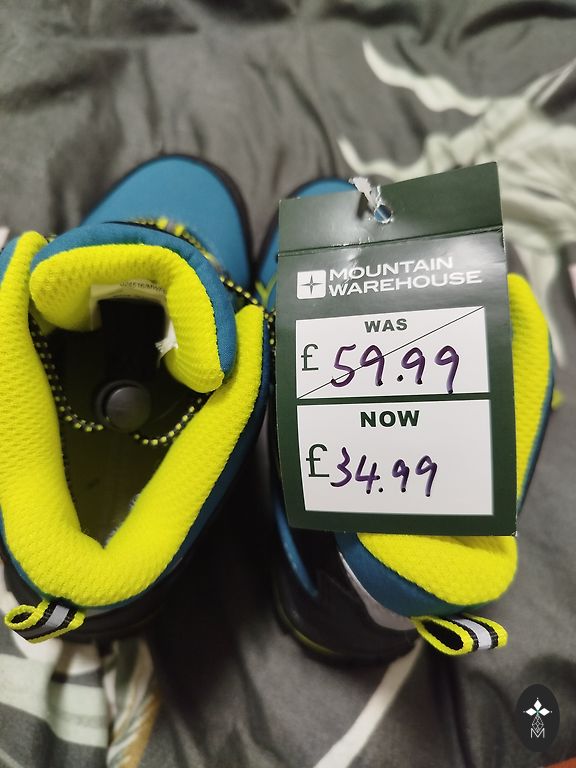 MOUNTAIN
WAREHOUSE
WAS
£ 59.99
NOW
£34.99